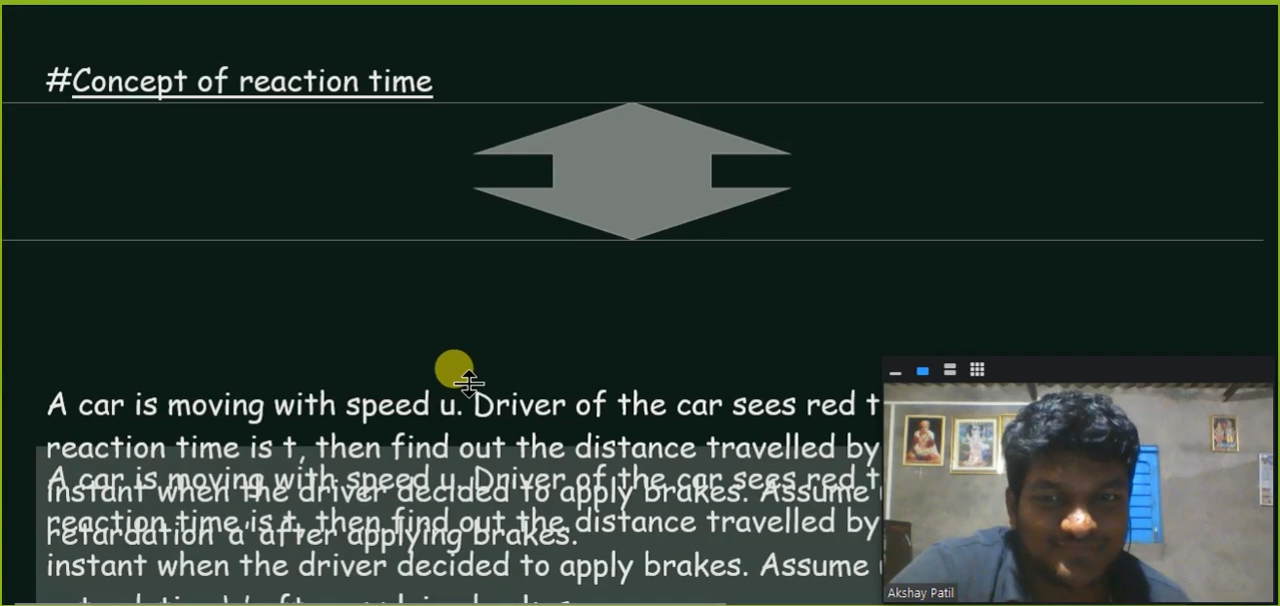 #Concept of reaction time
A car is moving with speed u. Driver of the car sees red t
reaction time is t, then find out the distance travelled by
instant when the driver decided to apply brakes. Assume
retardation 'a' after applying brakes.
A car is moving with speed u. Driver of the car sees red t
reaction time is t, then find out the distance travelled by
instant when the driver decided to apply brakes. Assume
Akshay Patil